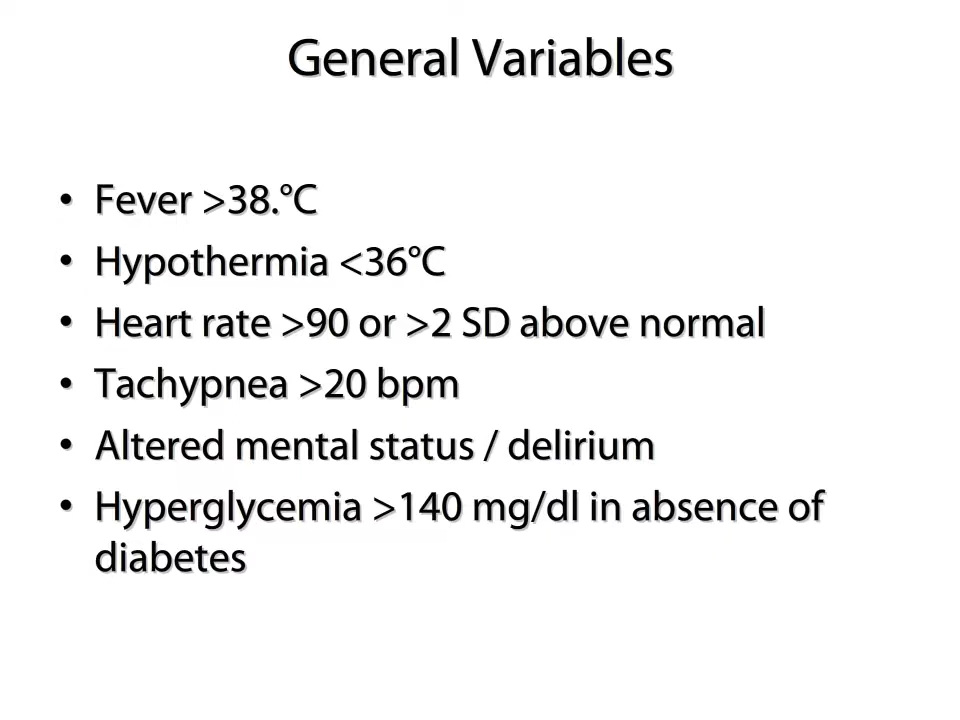 General Variables
• Fever >38.°C
• Hypothermia <36°C
• Heart rate >90 or >2 SD above normal
• Tachypnea >20 bpm
• Altered mental status / delirium
• Hyperglycemia >140 mg/dl in absence of
diabetes